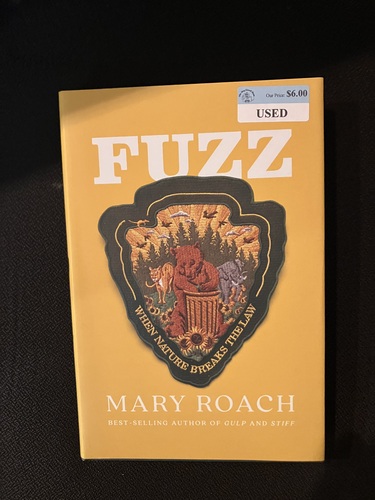 Our Price: $6.00
USED
FUZZ
WHEN NATURE BREAKS THE LAW
MARY ROACH
BEST-SELLING AUTHOR OF GULP AND STIFF